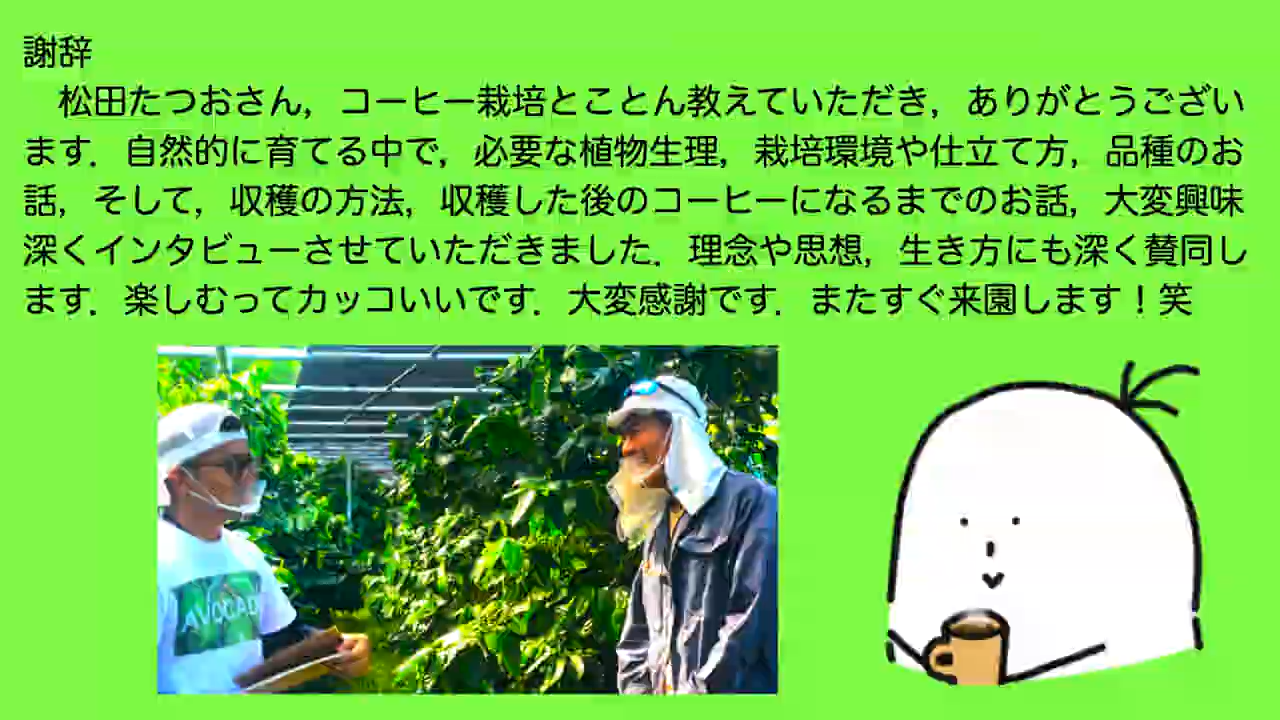 謝辞
　松田たつおさん，コーヒー栽培とことん教えていただき，ありがとうござい
ます．自然的に育てる中で，必要な植物生理，栽培環境や仕立て方，品種のお
話，そして，収穫の方法，収穫した後のコーヒーになるまでのお話，大変興味
深くインタビューさせていただきました．理念や思想，生き方にも深く賛同し
ます．楽しむってカッコいいです．大変感謝です．またすぐ来園します！笑
AVOCADO